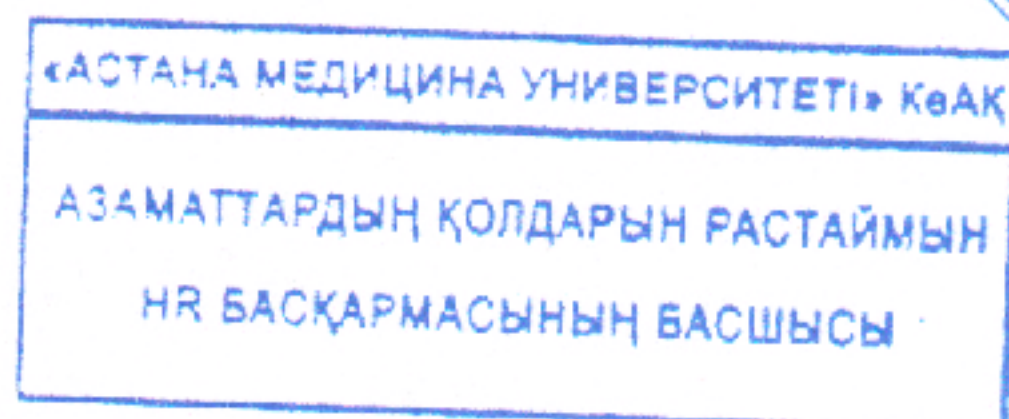 «АСТАНА МЕДИЦИНА УНИВЕРСИТЕТІ» КеАҚ
АЗАМАТТАРДЫҢ ҚОЛДАРЫН РАСТАЙМЫН
HR БАСҚАРМАСЫНЫҢ БАСШЫСЫ